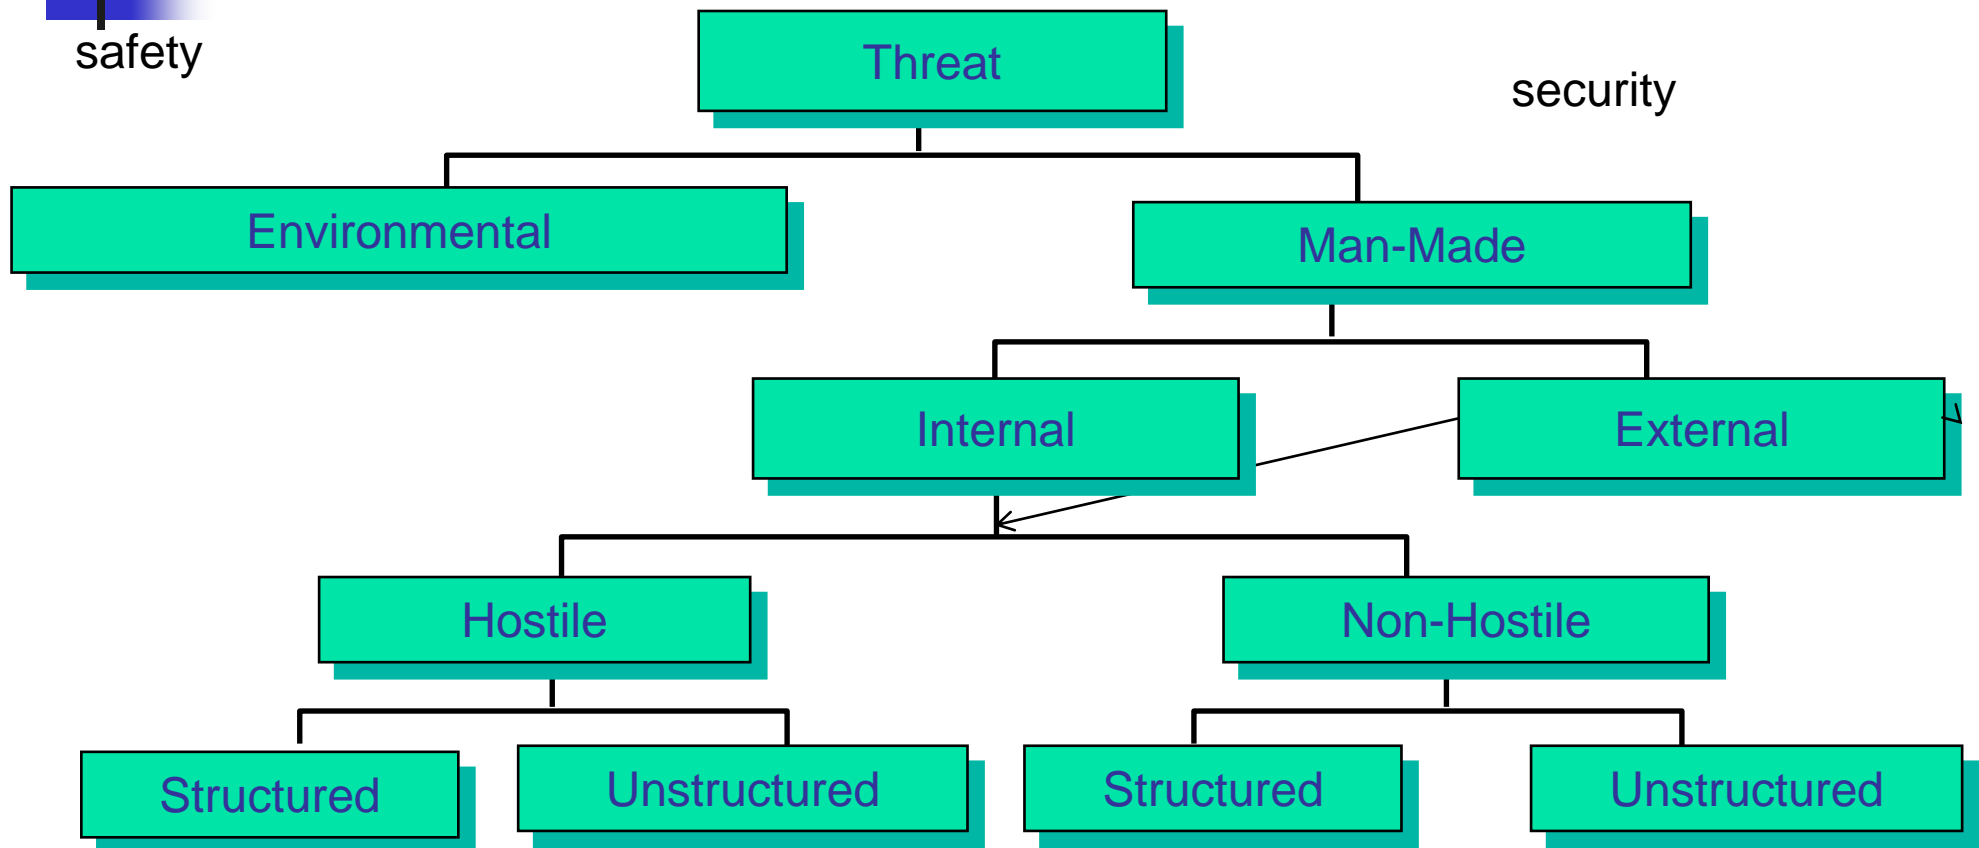 safety
Threat
security
Environmental
Man-Made
Internal
External
Hostile
Non-Hostile
Structured
Unstructured
Structured
Unstructured